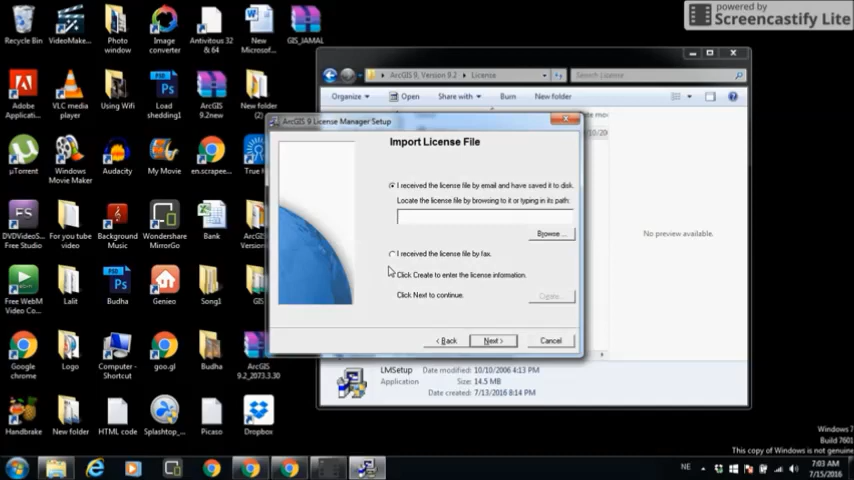 powered by
Screencastify Lite
Recycle Bin
VideoMake...
Photo window
Image converter
Antivitous 32 & 64
New Microsof...
GIS_JAMAL
Adobe Applicati...
VLC media player
Using Wifi
Load shedding1
ArcGIS 9.2new
New folder (2)
µTorrent
Windows Movie Maker
Audacity
My Movie
en.scrapee...
True
DVDVideoS... Free Studio
For you tube video
Background Music
Wondershare MirrorGo
Bank
ArcG
9.2
Free WebM Video Co...
Lalit
Budha
Genieo
Song1
GIS
Google chrome
Logo
Computer - Shortcut
goo.gl
Budha
ArcGIS 9.2_2073.3.30
Handbrake
New folder
HTML code
Splashtop_...
Picaso
Dropbox
ArcGIS 9, Version 9.2
License
Search License
Organize
Open
Share with
Burn
New folder
No preview available.
ArcGIS 9 License Manager Setup
Import License File
I received the license file by email and have saved it to disk.
Locate the license file by browsing to it or typing in its path:
Browse...
I received the license file by fax.
Click Create to enter the license information.
Click Next to continue.
Create...
< Back
Next >
Cancel
LMSetup
Application
Date modified: 10/10/2006 4:13 PM
Size: 14.5 MB
Date created: 7/13/2016 8:14 PM
Windows 7
Build 7601
This copy of Windows is not genuine
NE
7:03 AM
7/15/2016